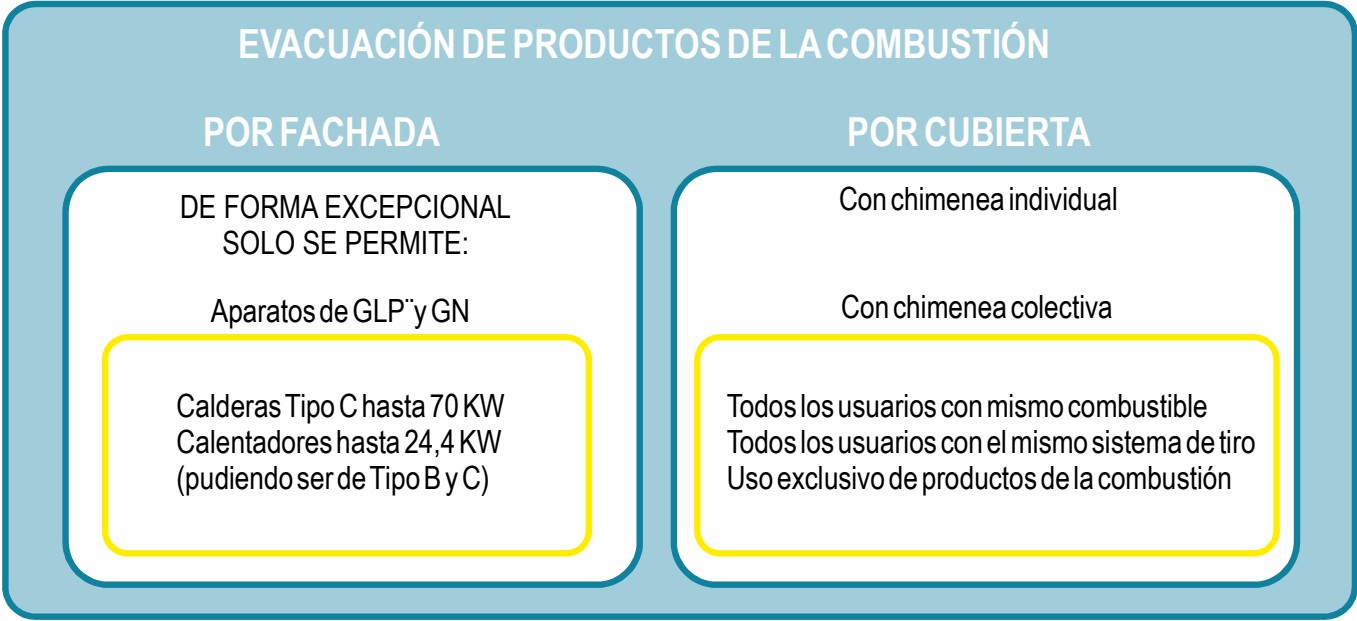 EVACUACIÓN DE PRODUCTOS DE LA COMBUSTIÓN
POR FACHADA
DE FORMA EXCEPCIONAL
SOLO SE PERMITE:
Aparatos de GLP¨y GN
Calderas Tipo C hasta 70 KW
Calentadores hasta 24,4 KW
(pudiendo ser de Tipo B y C)
POR CUBIERTA
Con chimenea individual
Con chimenea colectiva
Todos los usuarios con mismo combustible
Todos los usuarios con el mismo sistema de tiro
Uso exclusivo de productos de la combustión